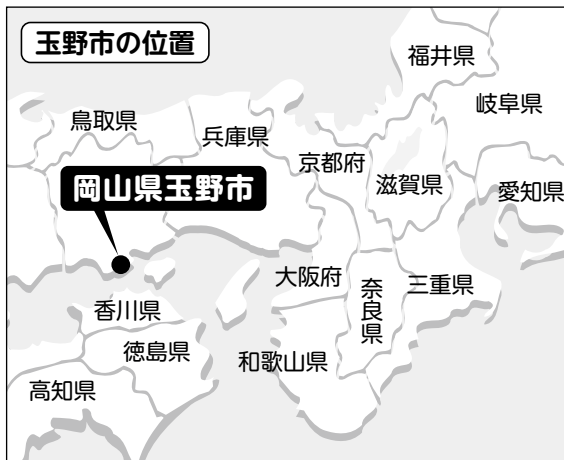 玉野市の位置
福井県
岐阜県
鳥取県
兵庫県
京都府
滋賀県
愛知県
岡山県玉野市
大阪府
奈良県
三重県
香川県
徳島県
和歌山県
高知県